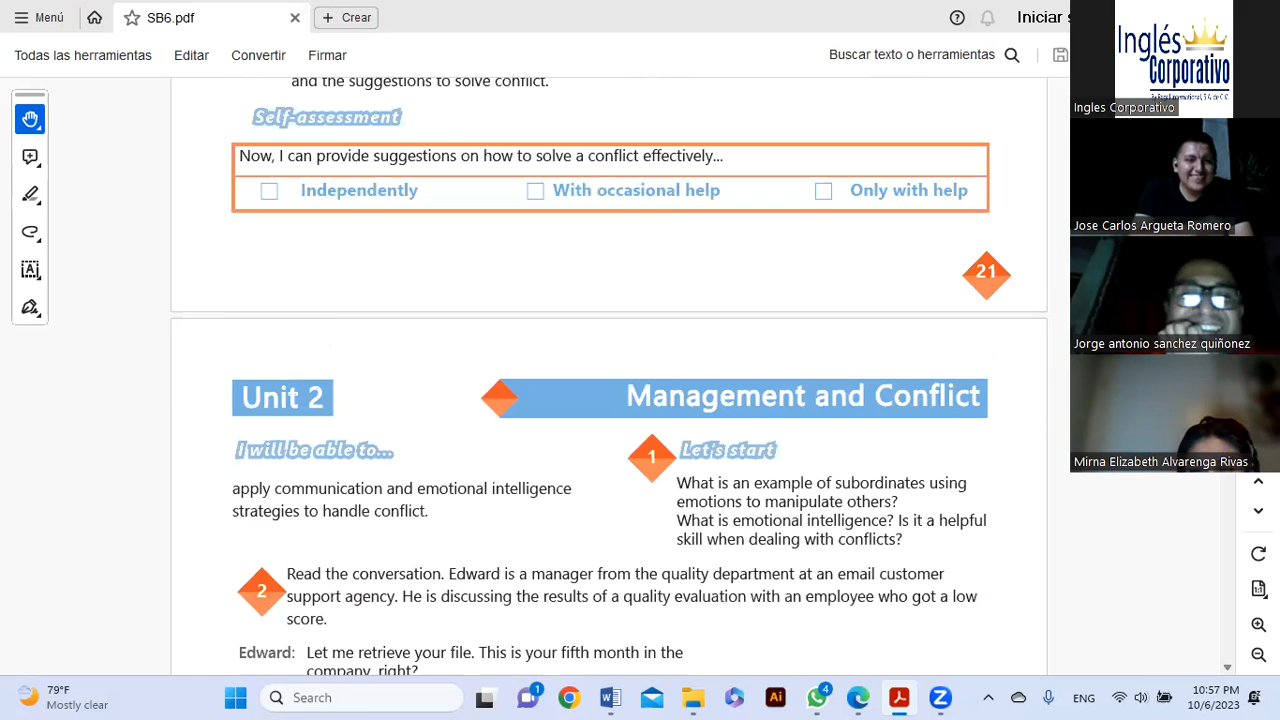 Menú
SB6.pdf
Crear
Iniciar s
Todas las herramientas
Editar
Convertir
Firmar
Buscar texto o herramientas
and the suggestions to solve conflict.
Self-assessment
Now, I can provide suggestions on how to solve a conflict effectively...
Independently
With occasional help
Only with help
21
Unit 2
Management and Conflict
I will be able to...
apply communication and emotional intelligence
strategies to handle conflict.
1
Let's start
What is an example of subordinates using
emotions to manipulate others?
What is emotional intelligence? Is it a helpful
skill when dealing with conflicts?
2
Read the conversation. Edward is a manager from the quality department at an email customer
support agency. He is discussing the results of a quality evaluation with an employee who got a low
score.
Edward: Let me retrieve your file. This is your fifth month in the
company, right?
Inglés
Corporativo
Ingles Corporativo
Jose Carlos Argueta Romero
Jorge antonio sanchez quiñonez
Mirna Elizabeth Alvarenga Rivas
79°F
Mostly clear
Search
1
4
ENG
10:57 PM
10/6/2023